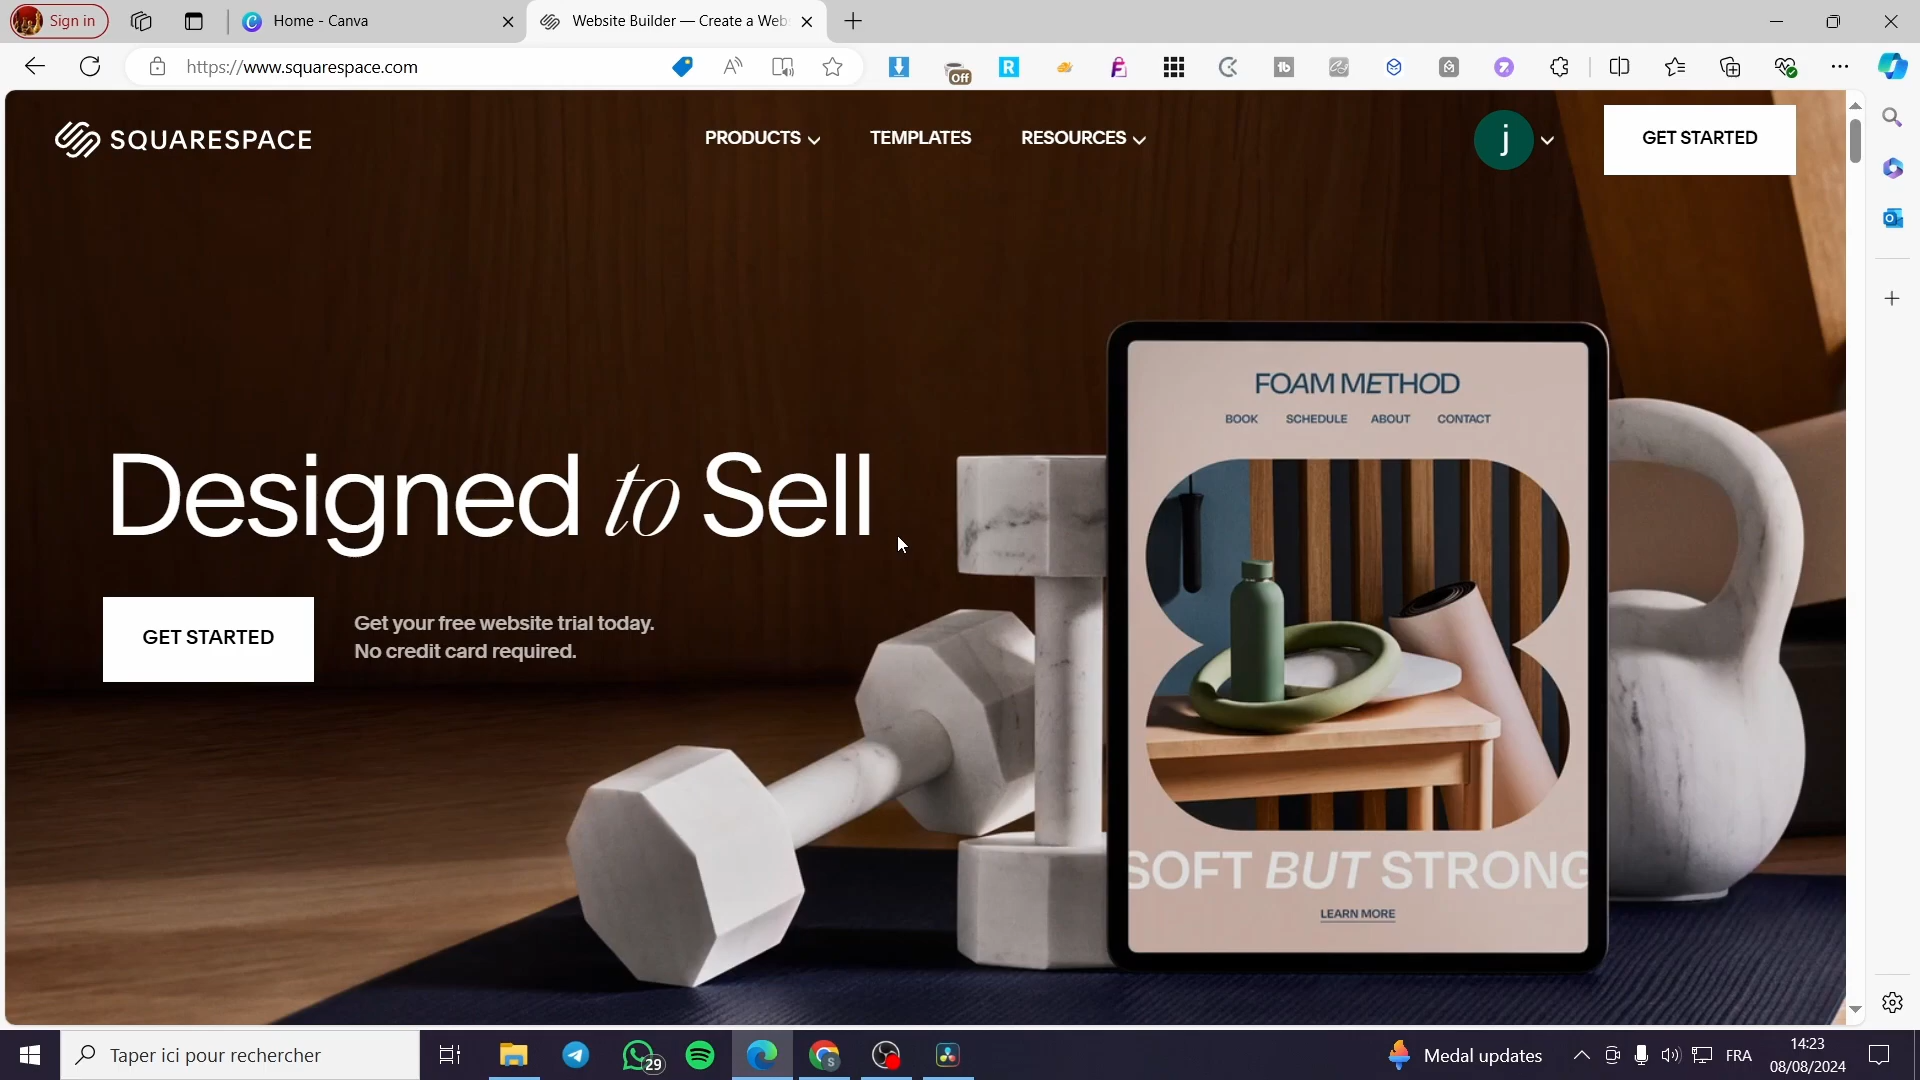 Sign in
Home - Canva
Website Builder — Create a Web
https://www.squarespace.com
Off
SQUARESPACE
PRODUCTS
TEMPLATES
RESOURCES
j
GET STARTED
Designed to Sell
GET STARTED
Get your free website trial today.
No credit card required.
FOAM METHOD
BOOK
SCHEDULE
ABOUT
CONTACT
SOFT BUT STRONG
LEARN MORE
Taper ici pour rechercher
29
Medal updates
FRA
14:23
08/08/2024